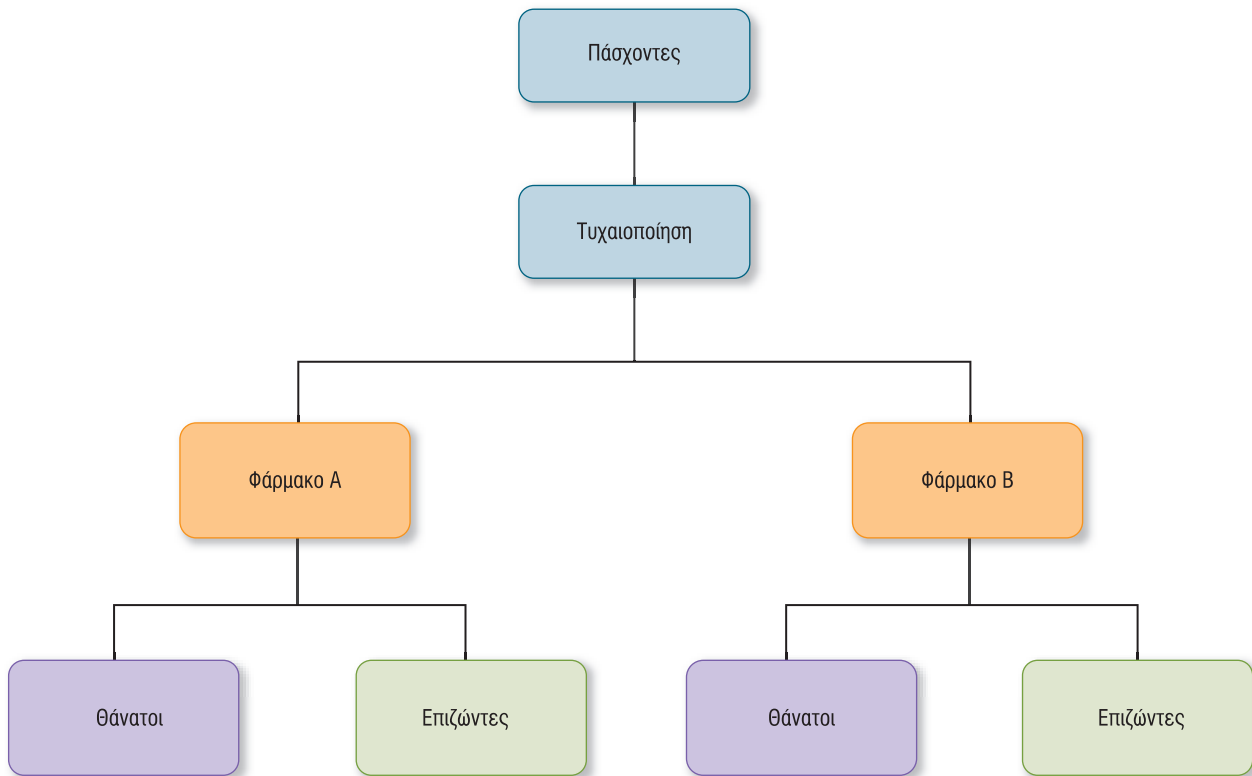 Πάσχοντες
Τυχαιοποίηση
Φάρμακο Α
Φάρμακο Β
Θάνατοι
Επιζώντες
Θάνατοι
Επιζώντες